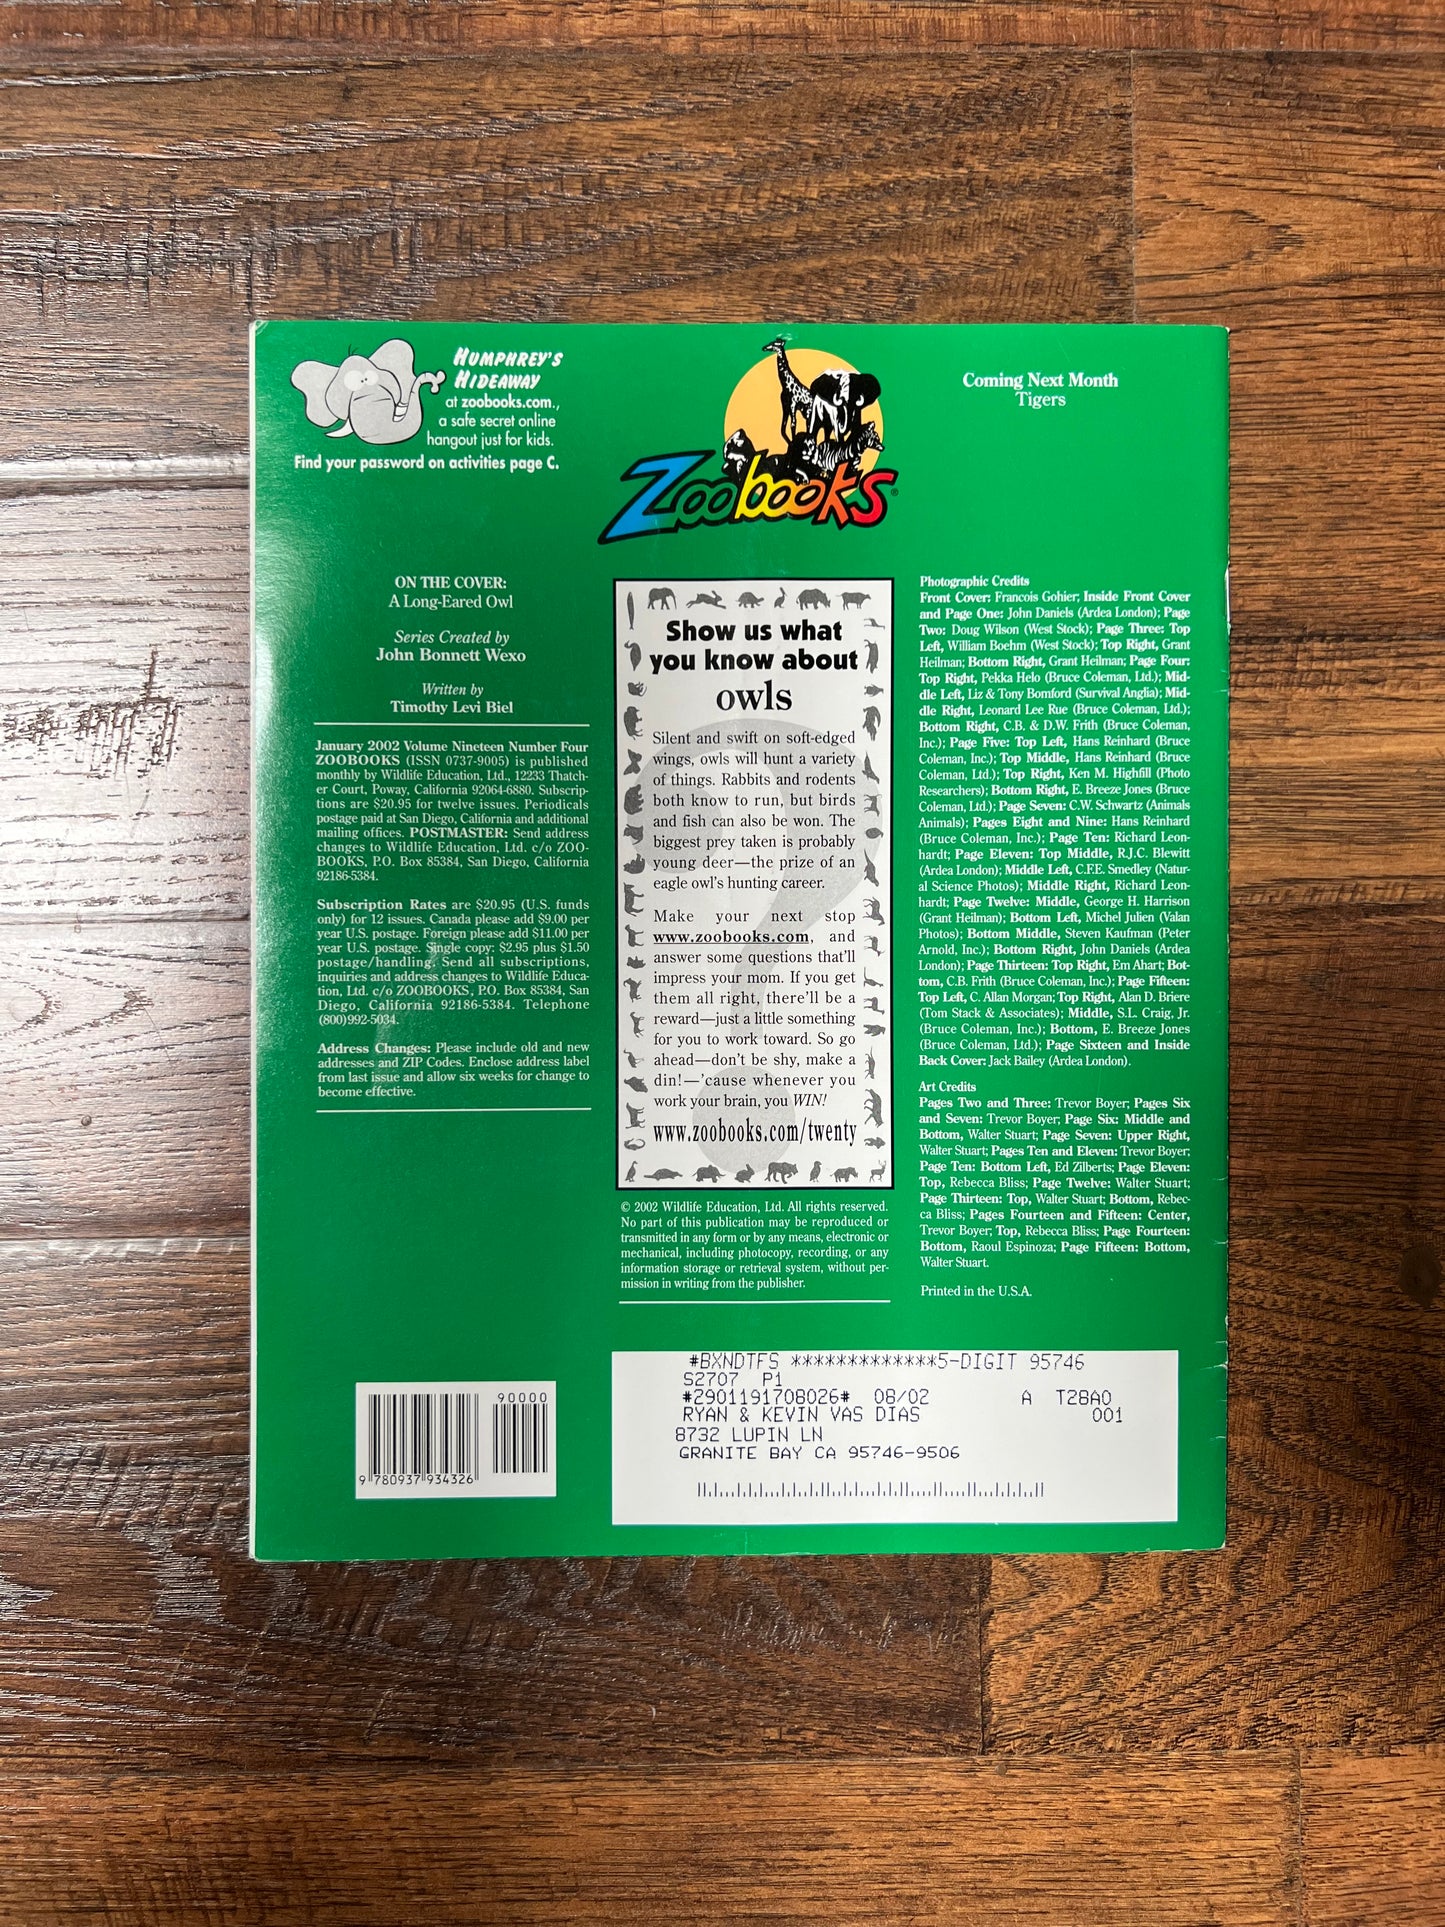 HUMPHREY'S
HIDEAWAY
at zoobooks.com.,
a safe secret online
hangout just for kids.
Find your password on activities page C.
Zoobooks®
Coming Next Month
Tigers
ON THE COVER:
A Long-Eared Owl
Series Created by
John Bonnett Wexo
Written by
Timothy Levi Biel
January 2002 Volume Nineteen Number Four
ZOOBOOKS (ISSN 0737-9005) is published
monthly by Wildlife Education, Ltd., 12233 Thatch-
er Court, Poway, California 92064-6880. Subscrip-
tions are $20.95 for twelve issues. Periodicals
postage paid at San Diego, California and additional
mailing offices. POSTMASTER: Send address
changes to Wildlife Education, Ltd. c/o ZOO-
BOOKS, P.O. Box 85384, San Diego, California
92186-5384.
Subscription Rates are $20.95 (U.S. funds
only) for 12 issues. Canada please add $9.00 per
year U.S. postage. Foreign please add $11.00 per
year U.S. postage. Single copy: $2.95 plus $1.50
postage/handling. Send all subscriptions,
inquiries and address changes to Wildlife Educa-
tion, Ltd. c/o ZOOBOOKS, P.O. Box 85384, San
Diego, California 92186-5384. Telephone
(800)992-5034.
Address Changes: Please include old and new
addresses and ZIP Codes. Enclose address label
from last issue and allow six weeks for change to
become effective.
Show us what
you know about
owls
Silent and swift on soft-edged
wings, owls will hunt a variety
of things. Rabbits and rodents
both know to run, but birds
and fish can also be won. The
biggest prey taken is probably
young deer—the prize of an
eagle owl's hunting career.
Make your next stop
www.zoobooks.com, and
answer some questions that'll
impress your mom. If you get
them all right, there'll be a
reward—just a little something
for you to work toward. So go
ahead—don't be shy, make a
din!—'cause whenever you
work your brain, you WIN!
www.zoobooks.com/twenty
© 2002 Wildlife Education, Ltd. All rights reserved.
No part of this publication may be reproduced or
transmitted in any form or by any means, electronic or
mechanical, including photocopy, recording, or any
information storage or retrieval system, without per-
mission in writing from the publisher.
Photographic Credits
Front Cover: Francois Gohier; Inside Front Cover
and Page One: John Daniels (Ardea London); Page
Two: Doug Wilson (West Stock); Page Three: Top
Left, William Boehm (West Stock); Top Right, Grant
Heilman; Bottom Right, Grant Heilman; Page Four:
Top Right, Pekka Helo (Bruce Coleman, Ltd.); Mid-
dle Left, Liz & Tony Bomford (Survival Anglia); Mid-
dle Right, Leonard Lee Rue (Bruce Coleman, Ltd.);
Bottom Right, C.B. & D.W. Frith (Bruce Coleman,
Inc.); Page Five: Top Left, Hans Reinhard (Bruce
Coleman, Inc.); Top Middle, Hans Reinhard (Bruce
Coleman, Ltd.); Top Right, Ken M. Highfill (Photo
Researchers); Bottom Right, E. Breeze Jones (Bruce
Coleman, Ltd.); Page Seven: C.W. Schwartz (Animals
Animals); Pages Eight and Nine: Hans Reinhard
(Bruce Coleman, Inc.); Page Ten: Richard Leon-
hardt; Page Eleven: Top Middle, R.J.C. Blewitt
(Ardea London); Middle Left, C.F.E. Smedley (Natur-
al Science Photos); Middle Right, Richard Leon-
hardt; Page Twelve: Middle, George H. Harrison
(Grant Heilman); Bottom Left, Michel Julien (Valan
Photos); Bottom Middle, Steven Kaufman (Peter
Arnold, Inc.); Bottom Right, John Daniels (Ardea
London); Page Thirteen: Top Right, Em Ahart; Bot-
tom, C.B. Frith (Bruce Coleman, Inc.); Page Fifteen:
Top Left, C. Allan Morgan; Top Right, Alan D. Briere
(Tom Stack & Associates); Middle, S.L. Craig, Jr.
(Bruce Coleman, Inc.); Bottom, E. Breeze Jones
(Bruce Coleman, Ltd.); Page Sixteen and Inside
Back Cover: Jack Bailey (Ardea London).
Art Credits
Pages Two and Three: Trevor Boyer; Pages Six
and Seven: Trevor Boyer; Page Six: Middle and
Bottom, Walter Stuart; Page Seven: Upper Right,
Walter Stuart; Pages Ten and Eleven: Trevor Boyer;
Page Ten: Bottom Left, Ed Zilberts; Page Eleven:
Top, Rebecca Bliss; Page Twelve: Walter Stuart;
Page Thirteen: Top, Walter Stuart; Bottom, Rebec-
ca Bliss; Pages Fourteen and Fifteen: Center,
Trevor Boyer; Top, Rebecca Bliss; Page Fourteen:
Bottom, Raoul Espinoza; Page Fifteen: Bottom,
Walter Stuart.
Printed in the U.S.A.
90000
9 780937 934326
#BXNDTFS *************5-DIGIT 95746
S2707 P1
#2901191708026# 08/02 A T28A0
RYAN & KEVIN VAS DIAS 001
8732 LUPIN LN
GRANITE BAY CA 95746-9506